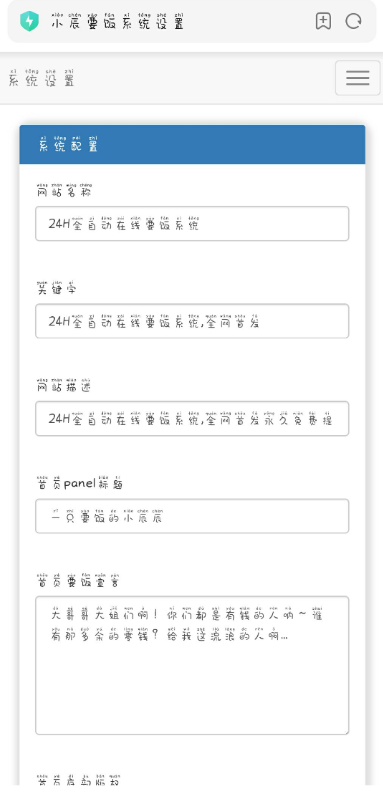 小辰要饭系统设置
系统设置
系统配置
网站名称
24H全自动在线要饭系统
关键字
24H全自动在线要饭系统,全网首发
网站描述
24H全自动在线要饭系统,全网首发永久免费提
首页panel标题
一只要饭的小辰辰
首页要饭宣言
大哥哥大姐们啊！你们都是有钱的人呐～谁
有那多余的零钱？给我这流浪的人啊...
首页底部版权